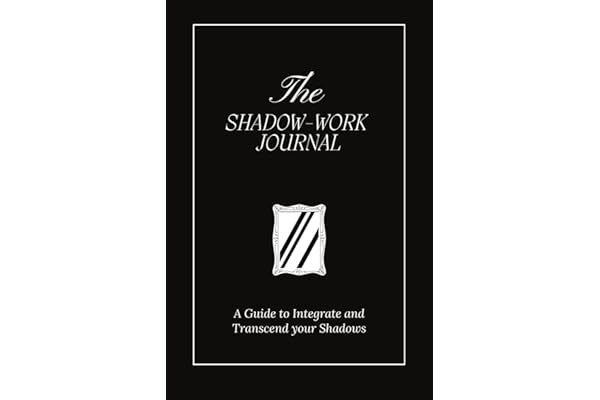 The
SHADOW-WORK
JOURNAL
A Guide to Integrate and
Transcend your Shadows